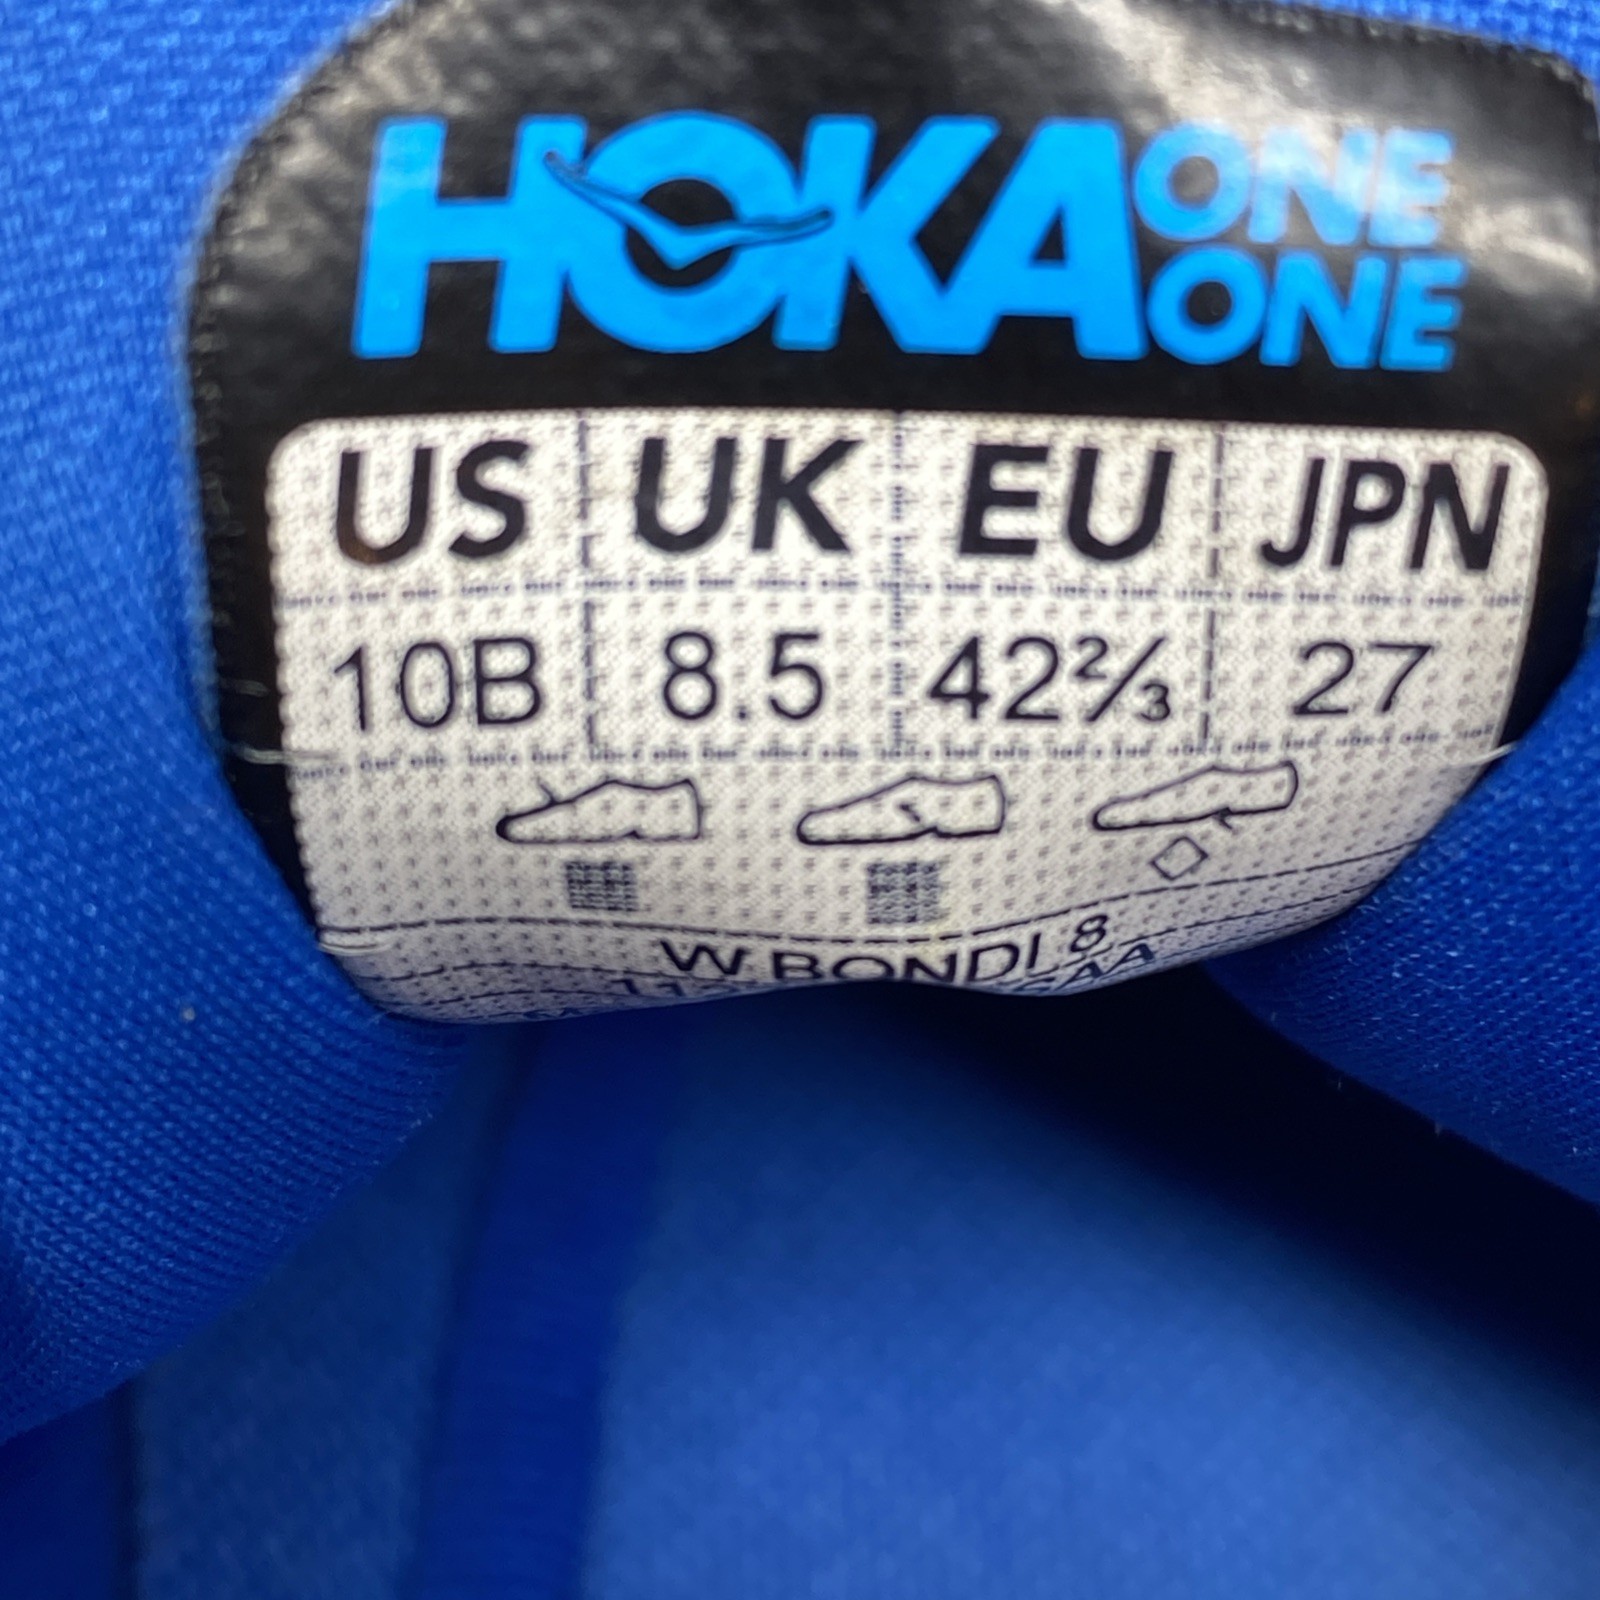 HOKA ONE ONE
US UK EU JPN
10B 8.5 42⅔ 27
W BONDI 8